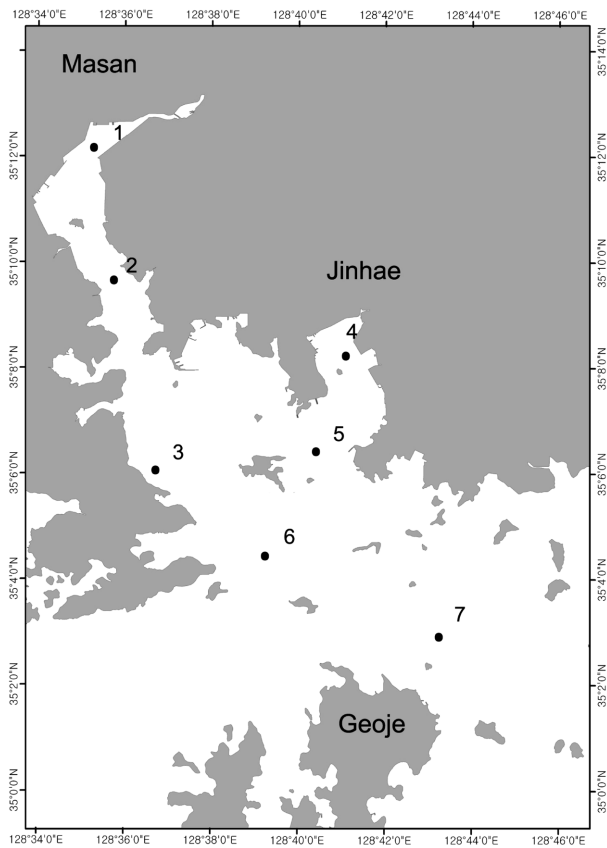 128°34'0"E 128°36'0"E 128°38'0"E 128°40'0"E 128°42'0"E 128°44'0"E 128°46'0"E
35°14'0"N
Masan
1
35°12'0"N 35°12'0"N
2
35°10'0"N 35°10'0"N
Jinhae
4
35°8'0"N 35°8'0"N
5
3
35°6'0"N 35°6'0"N
6
35°4'0"N 35°4'0"N
7
35°2'0"N 35°2'0"N
Geoje
35°0'0"N 35°0'0"N
128°34'0"E 128°36'0"E 128°38'0"E 128°40'0"E 128°42'0"E 128°44'0"E 128°46'0"E